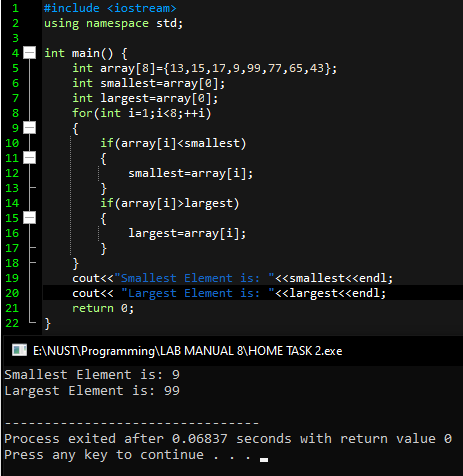 1 #include <iostream>
2 using namespace std;
3
4 int main() {
5 int array[8]={13,15,17,9,99,77,65,43};
6 int smallest=array[0];
7 int largest=array[0];
8 for(int i=1;i<8;++i)
9 {
10 if(array[i]<smallest)
11 {
12 smallest=array[i];
13 }
14 if(array[i]>largest)
15 {
16 largest=array[i];
17 }
18 }
19 cout<<"Smallest Element is: "<<smallest<<endl;
20 cout<< "Largest Element is: "<<largest<<endl;
21 return 0;
22 }
E:\NUST\Programming\LAB MANUAL 8\HOME TASK 2.exe
Smallest Element is: 9
Largest Element is: 99
--------------------------------
Process exited after 0.06837 seconds with return value 0
Press any key to continue . . .